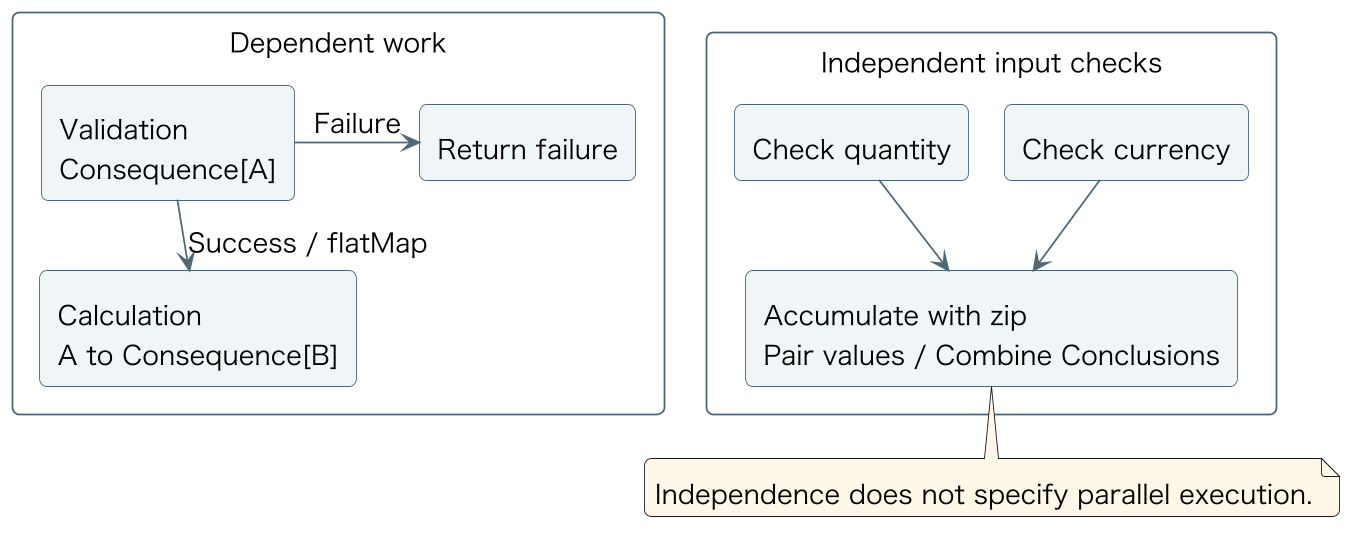 Dependent work
Validation
Consequence[A]
Failure
Return failure
Success / flatMap
Calculation
A to Consequence[B]
Independent input checks
Check quantity
Check currency
Accumulate with zip
Pair values / Combine Conclusions
Independence does not specify parallel execution.